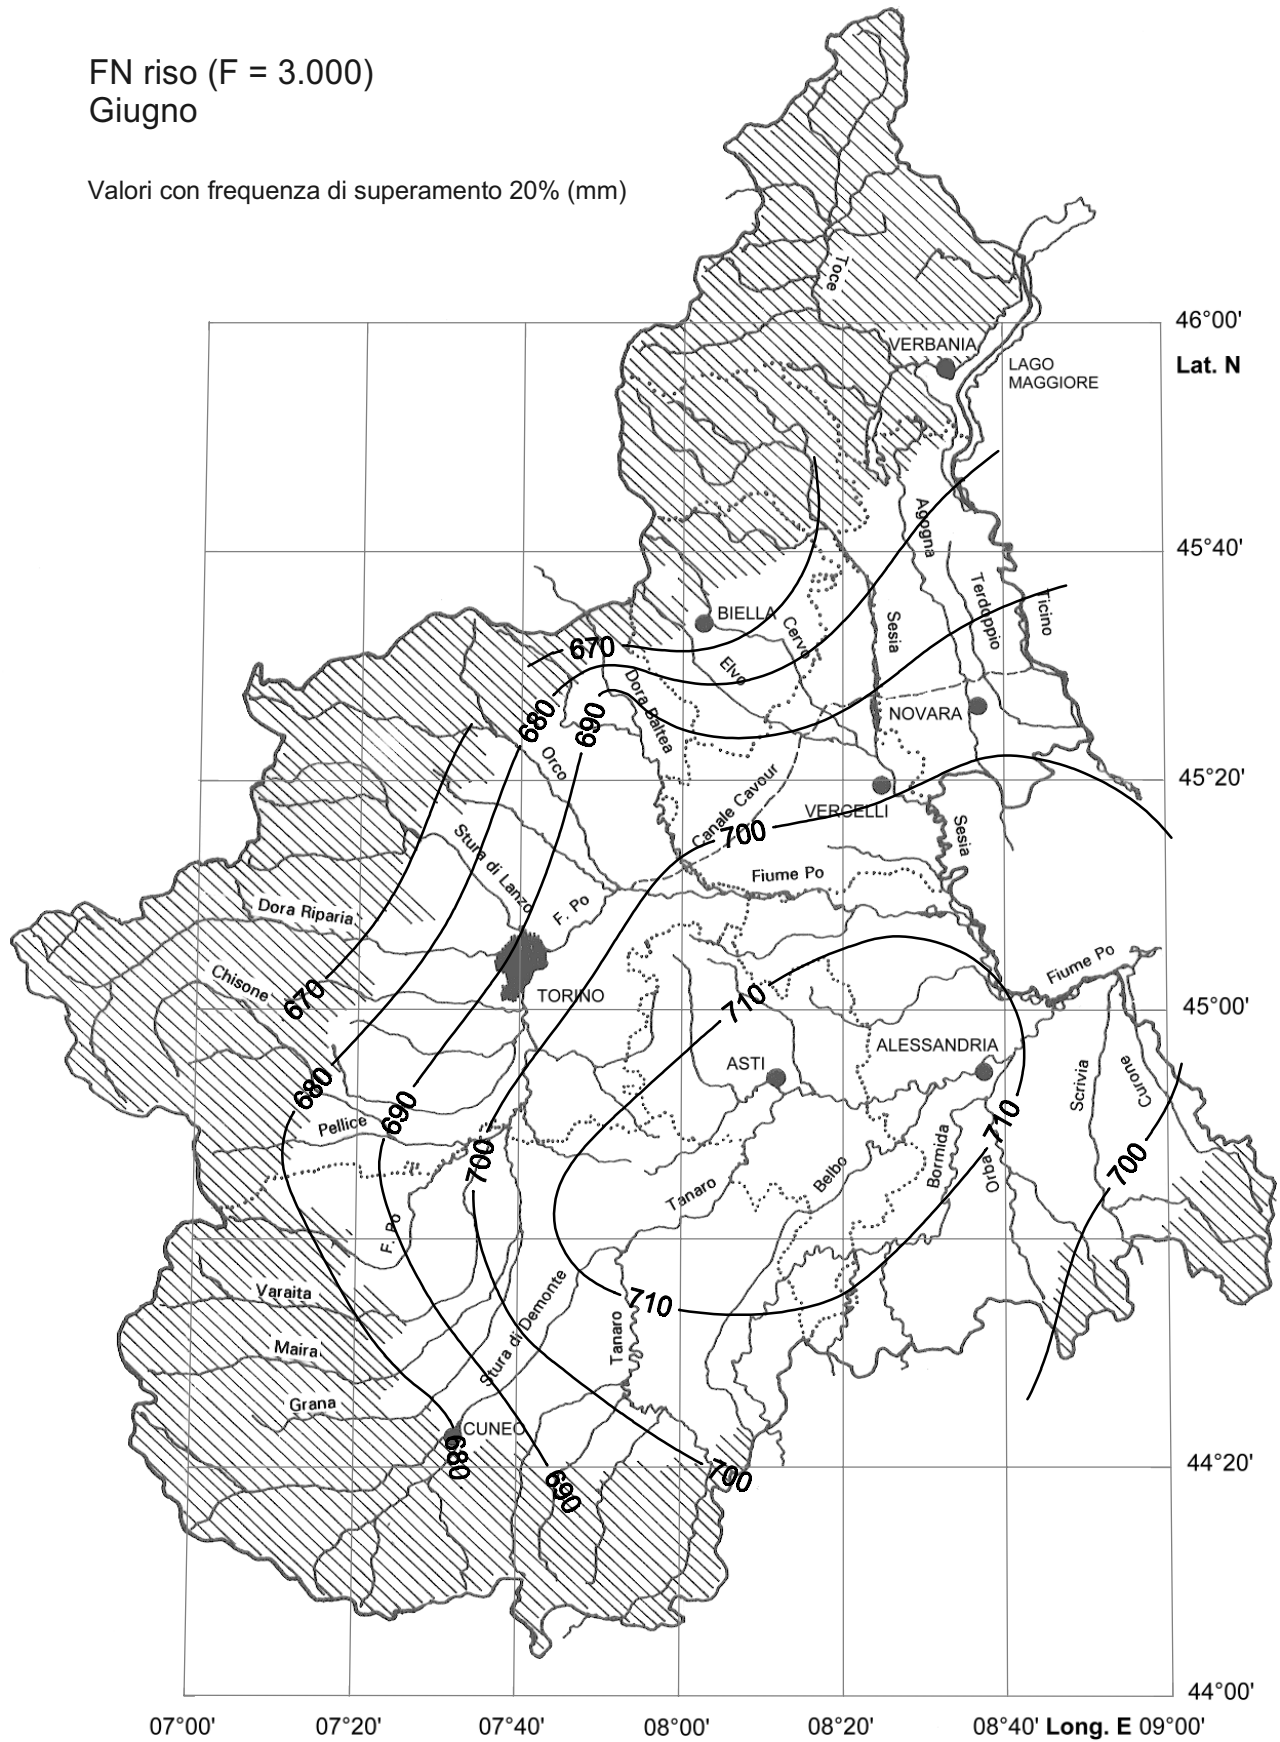 FN riso (F = 3.000)
Giugno
Valori con frequenza di superamento 20% (mm)
Toce
46°00'
VERBANIA
Lat. N
LAGO
MAGGIORE
Agogna
45°40'
Terdoppio
Ticino
BIELLA
Sesia
Cervo
670
Elvo
Dora Baltea
680
690
NOVARA
Orco
45°20'
Canale Cavour
VERCELLI
700
Sesia
Stura di Lanzo
Fiume Po
Dora Riparia
F. Po
Fiume Po
Chisone
670
TORINO
710
45°00'
ALESSANDRIA
ASTI
Scrivia
Curone
680
690
710
Pellice
700
Bormida
Orba
700
Belbo
Tanaro
F. Po
Varaita
710
Stura di Demonte
Tanaro
Maira
Grana
CUNEO
680
690
700
44°20'
44°00'
07°00'
07°20'
07°40'
08°00'
08°20'
08°40'
Long. E
09°00'